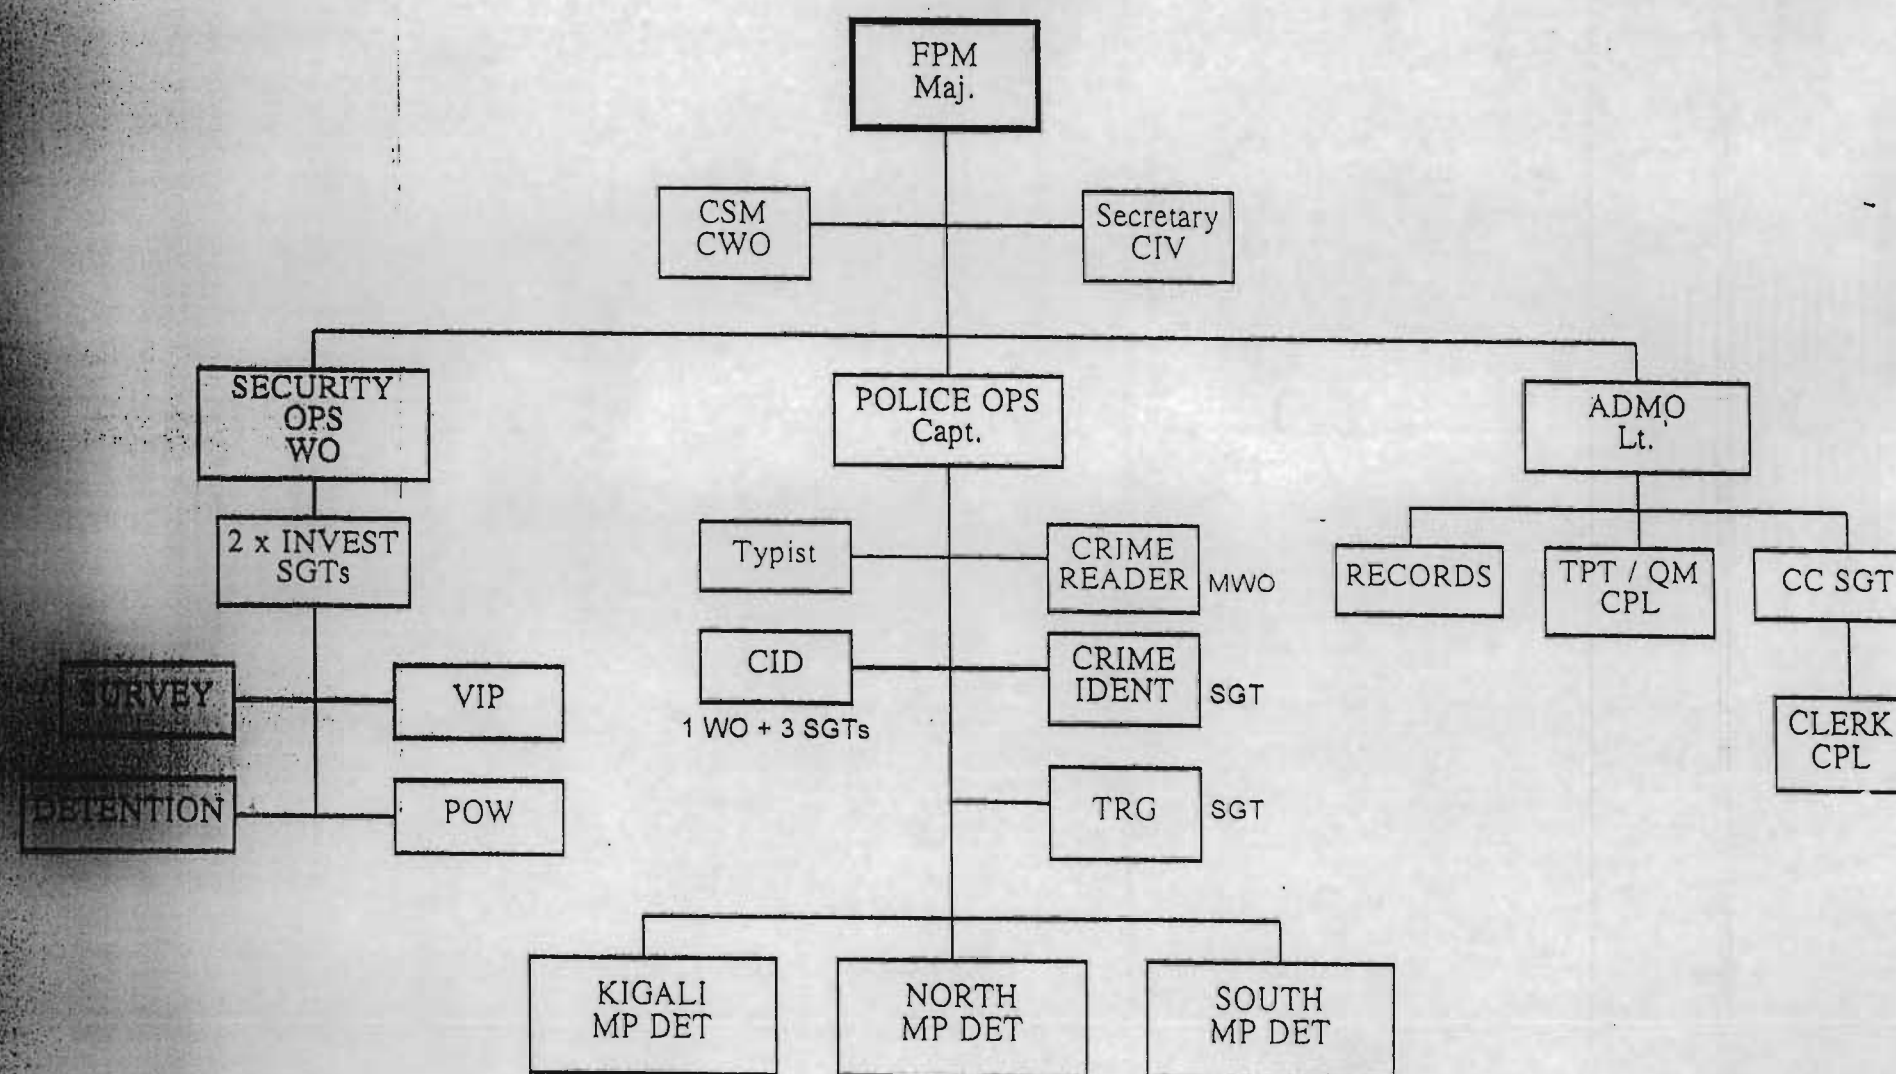 FPM
Maj.
CSM
CWO
Secretary
CIV
SECURITY
OPS
WO
POLICE OPS
Capt.
ADMO
Lt.
2 x INVEST
SGTs
Typist
CRIME
READER
MWO
RECORDS
TPT / QM
CPL
CC SGT
SURVEY
VIP
CID
1 WO + 3 SGTs
CRIME
IDENT
SGT
CLERK
CPL
DETENTION
POW
TRG
SGT
KIGALI
MP DET
NORTH
MP DET
SOUTH
MP DET